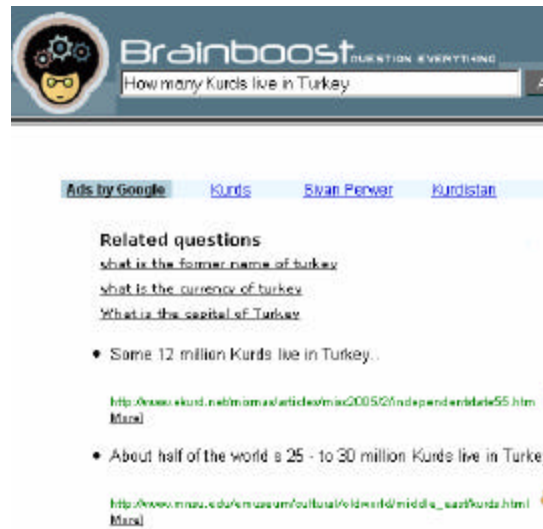 Brainboost QUESTION EVERYTHING
How many Kurds live in Turkey
Ads by Google Kurds Sivan Perwer Kurdistan
Related questions
what is the former name of turkey
what is the currency of turkey
What is the capital of Turkey
• Some 12 million Kurds live in Turkey..
More]
• About half of the world s 25 - to 30 million Kurds live in Turke
More]